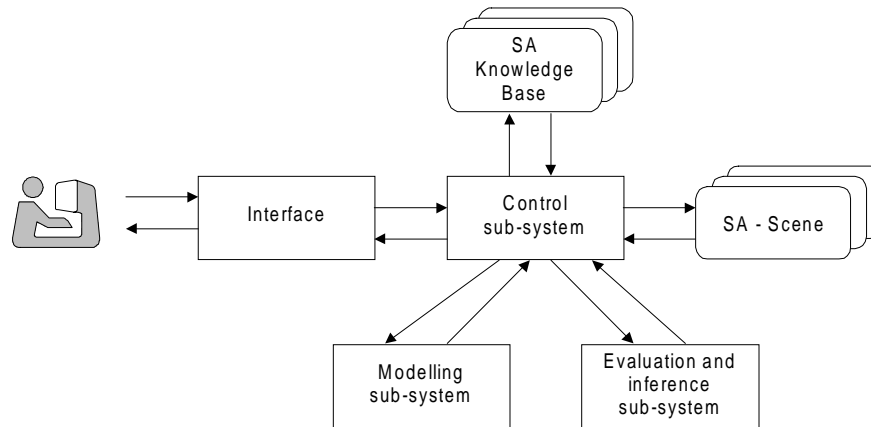 SA
Knowledge
Base
Interface
Control
sub-system
SA - Scene
Modelling
sub-system
Evaluation and
inference
sub-system